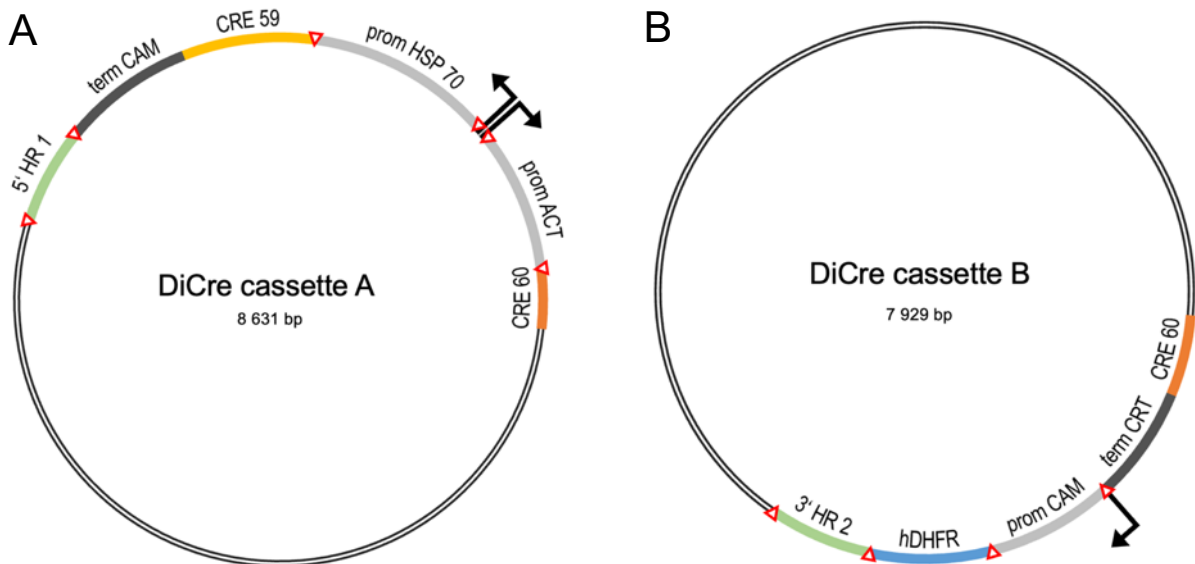 A
5' HR 1
term CAM
CRE 59
prom HSP 70
prom ACT
CRE 60
DiCre cassette A
8 631 bp
B
DiCre cassette B
7 929 bp
CRE 60
term CRT
prom CAM
hDHFR
3' HR 2